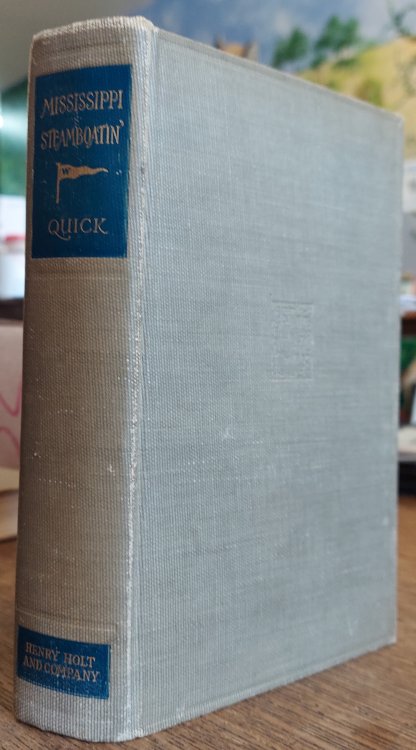 MISSISSIPPI
STEAMBOATIN'
W
QUICK
HENRY HOLT
AND COMPANY